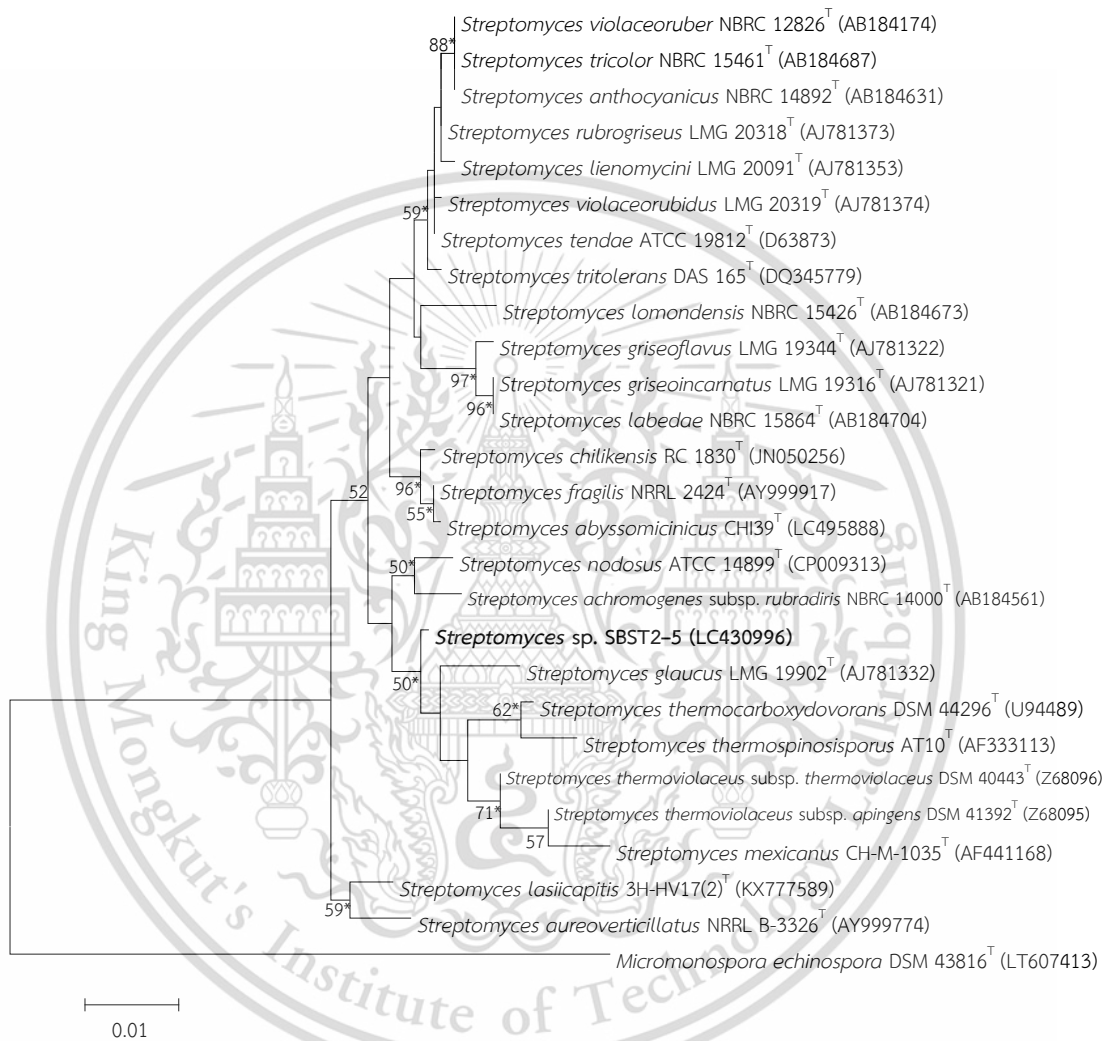 Streptomyces violaceoruber NBRC 12826T (AB184174)
88*
Streptomyces tricolor NBRC 15461T (AB184687)
Streptomyces anthocyanicus NBRC 14892T (AB184631)
Streptomyces rubrogriseus LMG 20318T (AJ781373)
Streptomyces lienomycini LMG 20091T (AJ781353)
59*
Streptomyces violaceorubidus LMG 20319T (AJ781374)
Streptomyces tendae ATCC 19812T (D63873)
Streptomyces tritolerans DAS 165T (DQ345779)
Streptomyces lomondensis NBRC 15426T (AB184673)
Streptomyces griseoflavus LMG 19344T (AJ781322)
97*
Streptomyces griseoincarnatus LMG 19316T (AJ781321)
96*
Streptomyces labedae NBRC 15864T (AB184704)
Streptomyces chilikensis RC 1830T (JN050256)
52
96*
Streptomyces fragilis NRRL 2424T (AY999917)
55*
Streptomyces abyssomicinicus CHI39T (LC495888)
50*
Streptomyces nodosus ATCC 14899T (CP009313)
Streptomyces achromogenes subsp. rubradiris NBRC 14000T (AB184561)
Streptomyces sp. SBST2-5 (LC430996)
50*
Streptomyces glaucus LMG 19902T (AJ781332)
62*
Streptomyces thermocarboxydovorans DSM 44296T (U94489)
Streptomyces thermospinosisporus AT10T (AF333113)
Streptomyces thermoviolaceus subsp. thermoviolaceus DSM 40443T (Z68096)
71*
Streptomyces thermoviolaceus subsp. apingens DSM 41392T (Z68095)
57
Streptomyces mexicanus CH-M-1035T (AF441168)
Streptomyces lasiicapitis 3H-HV17(2)T (KX777589)
59*
Streptomyces aureoverticillatus NRRL B-3326T (AY999774)
Micromonospora echinospora DSM 43816T (LT607413)
0.01
King Mongkut's Institute of Technology Ladkrabang